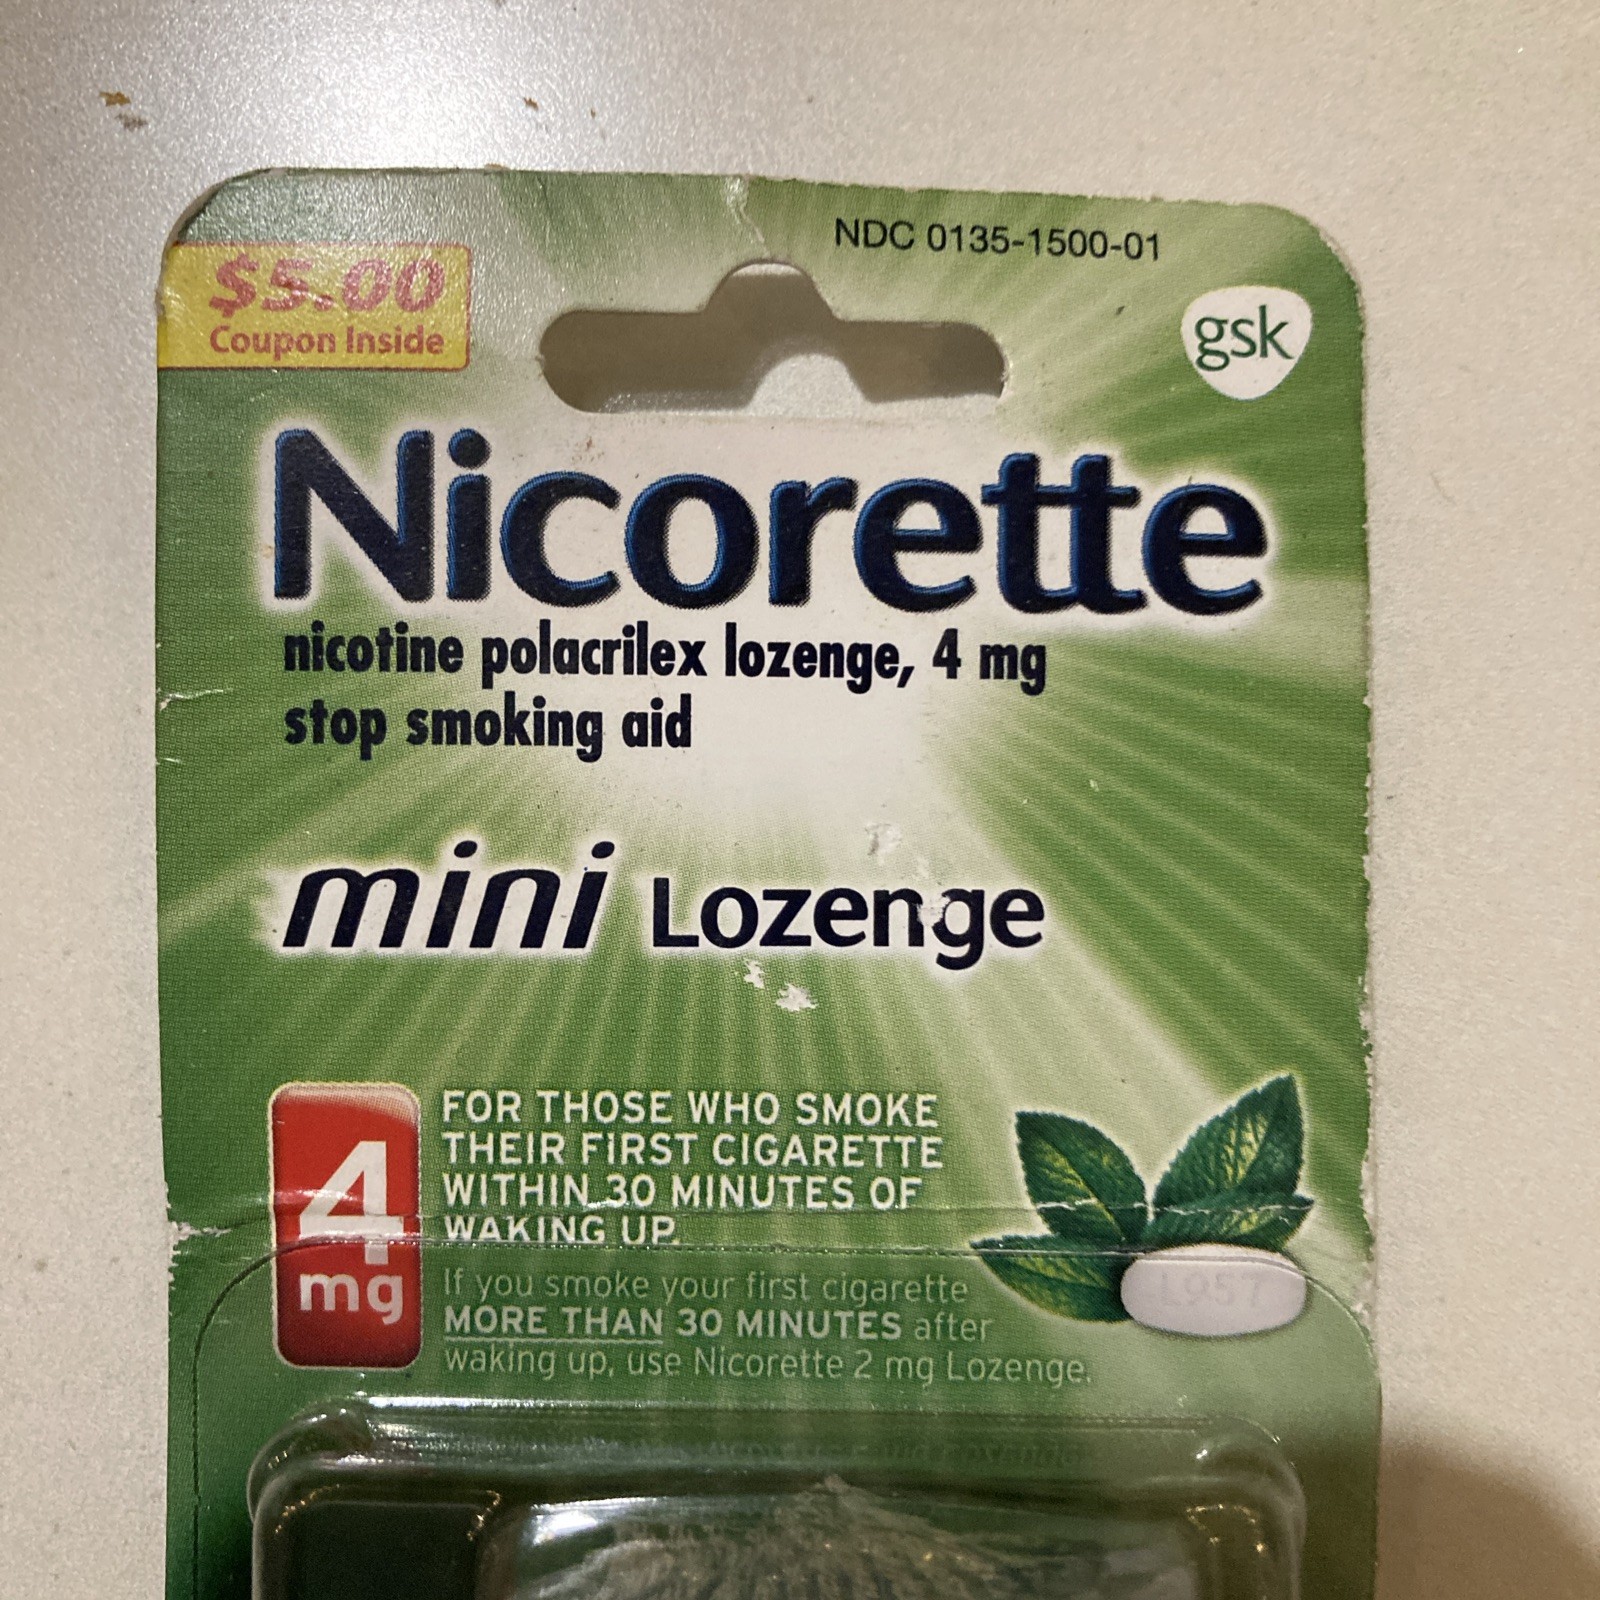 NDC 0135-1500-01
$5.00
Coupon Inside
gsk
Nicorette
nicotine polacrilex lozenge, 4 mg
stop smoking aid
mini Lozenge
4
mg
FOR THOSE WHO SMOKE
THEIR FIRST CIGARETTE
WITHIN 30 MINUTES OF
WAKING UP.
If you smoke your first cigarette
MORE THAN 30 MINUTES after
waking up, use Nicorette 2 mg Lozenge.
L957